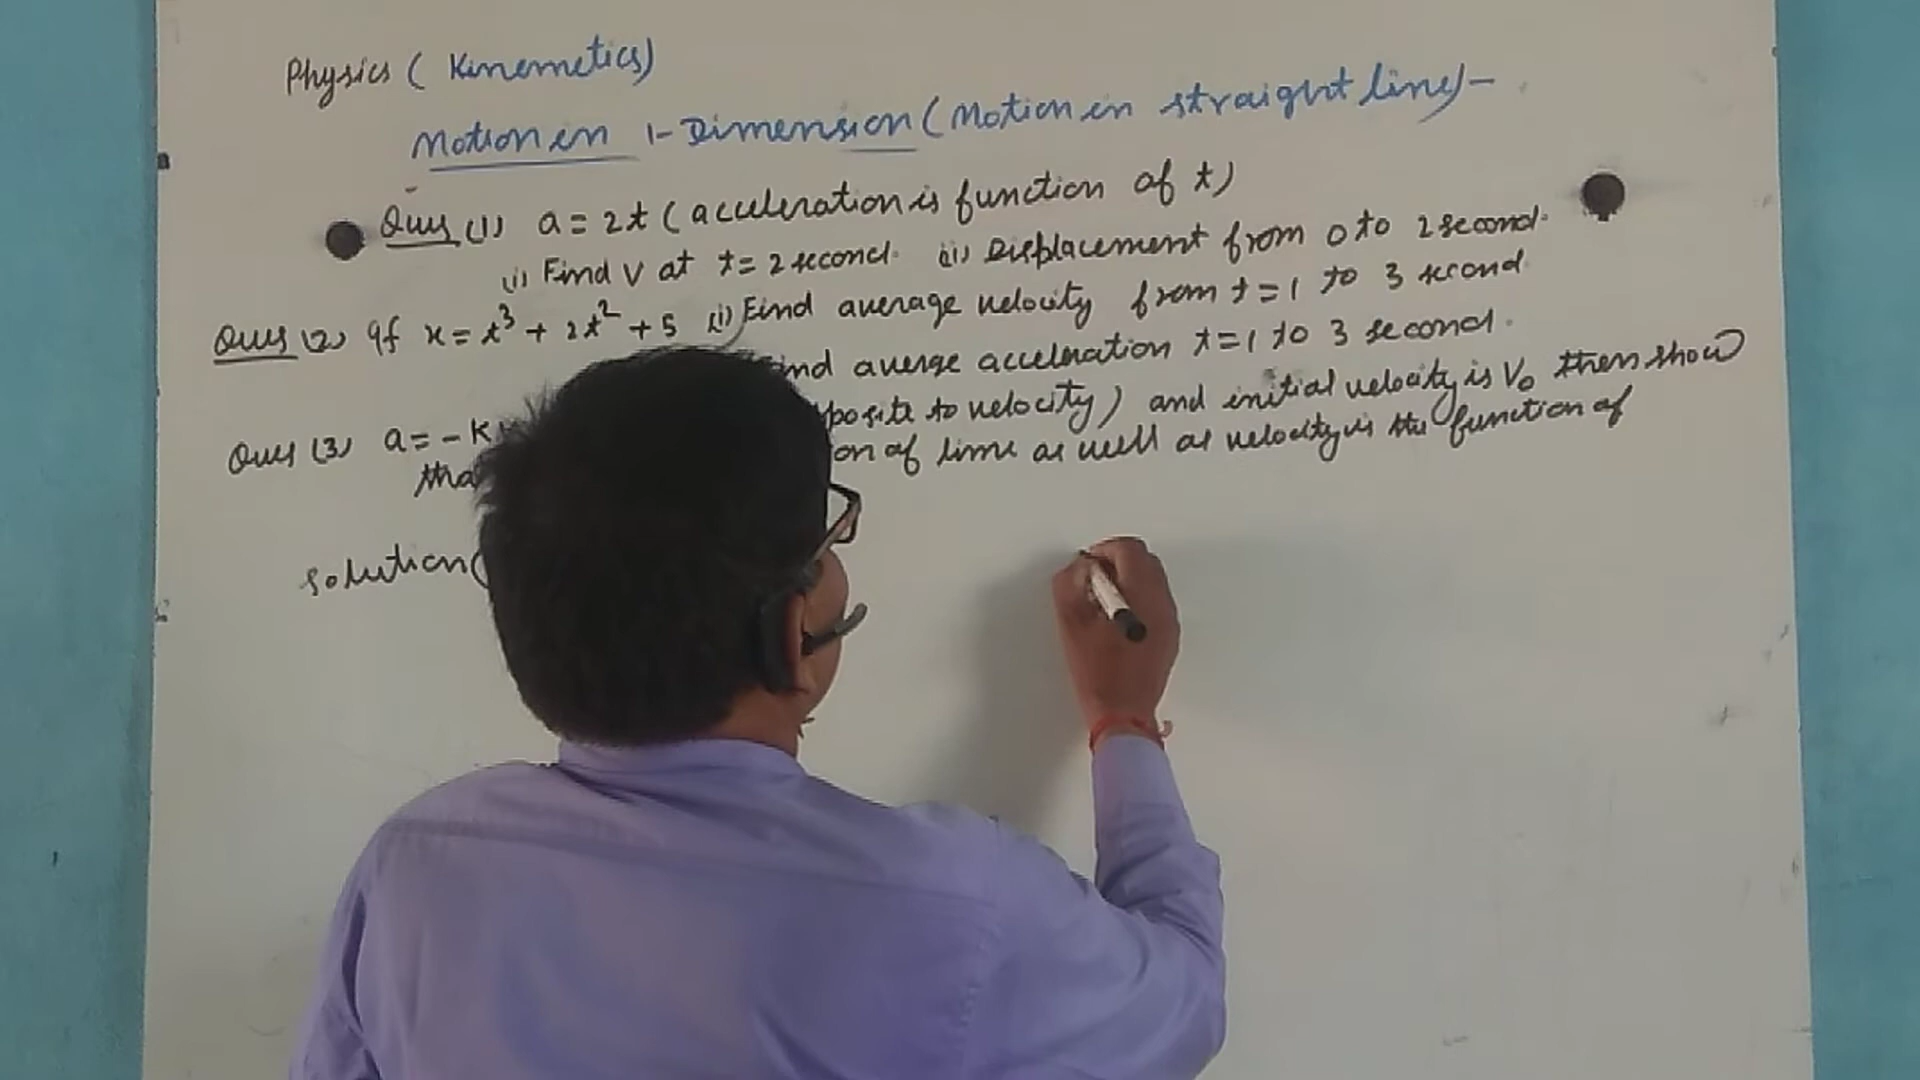 Physics ( Kinemetics)
Motion in 1-Dimension (Motion in straight line)-
Ques (1) a = 2t ( acceleration is function of t)
(i) Find V at t = 2 second. (ii) Displacement from 0 to 2 second.
Ques (2) If x = t³ + 2t² + 5 (i) Find average velocity from t = 1 to 3 second
nd averge acceleration t = 1 to 3 second.
Ques (3) a = - K posite to velocity) and initial velocity is V₀ then show
tha on of time as well as velocity is the function of
solution(